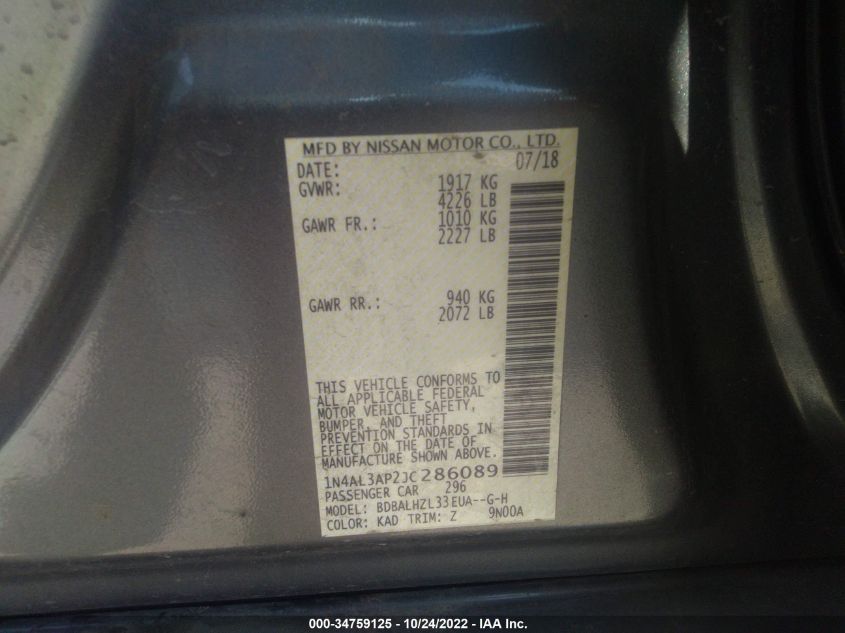 MFD BY NISSAN MOTOR CO., LTD.
DATE: 07/18
GVWR: 1917 KG
4226 LB
GAWR FR.: 1010 KG
2227 LB
GAWR RR.: 940 KG
2072 LB
THIS VEHICLE CONFORMS TO
ALL APPLICABLE FEDERAL
MOTOR VEHICLE SAFETY,
BUMPER, AND THEFT
PREVENTION STANDARDS IN
EFFECT ON THE DATE OF
MANUFACTURE SHOWN ABOVE.
1N4AL3AP2JC286089
PASSENGER CAR 296
MODEL: BDBALHZL33EUA--G-H
COLOR: KAD TRIM: Z 9N00A
000-34759125 - 10/24/2022 - IAA Inc.